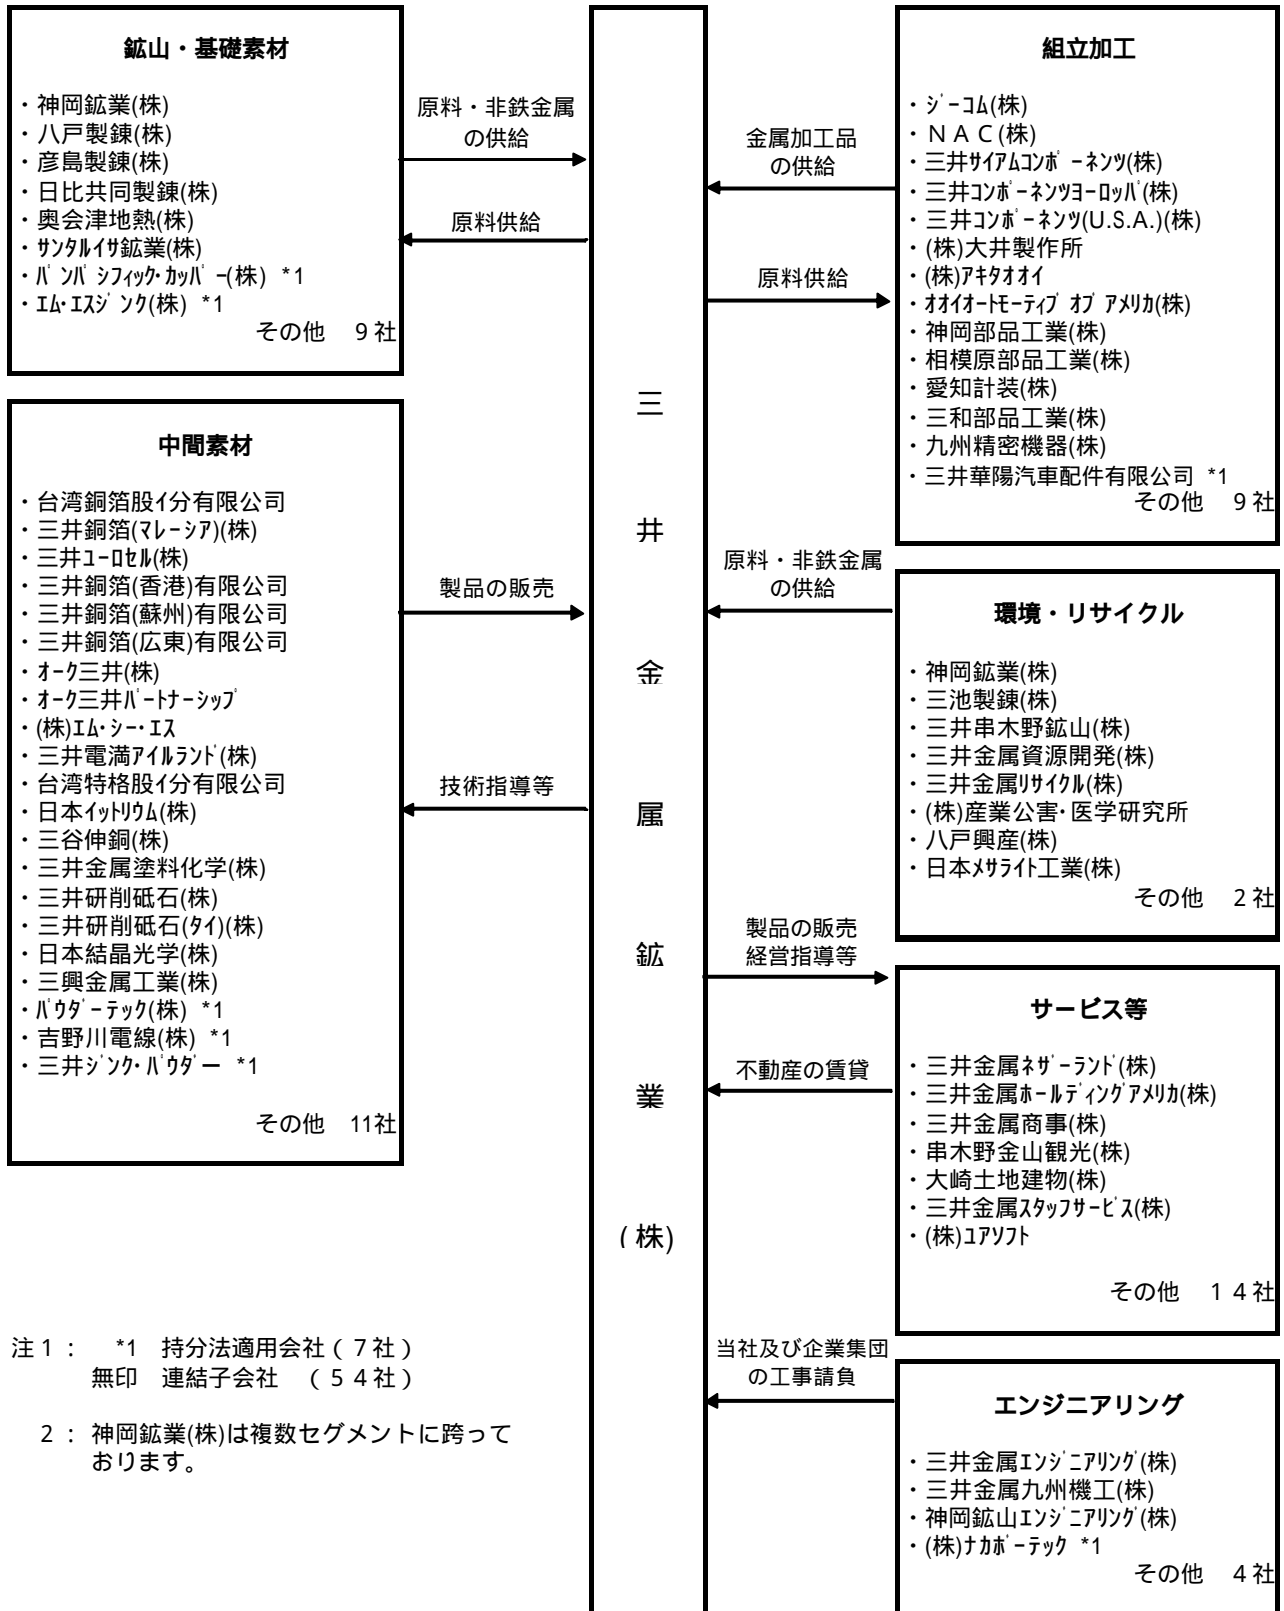 鉱山・基礎素材
・神岡鉱業(株)
・八戸製錬(株)
・彦島製錬(株)
・日比共同製錬(株)
・奥会津地熱(株)
・ｻﾝﾀﾙｲｻ鉱業(株)
・ﾊﾟﾝﾊﾟｼﾌｨｯｸ･ｶｯﾊﾟｰ(株) *1
・ｴﾑ･ｴｽｼﾞﾝｸ(株) *1
その他 9社
原料・非鉄金属
の供給
原料供給
中間素材
・台湾銅箔股ｲ分有限公司
・三井銅箔(ﾏﾚｰｼｱ)(株)
・三井ﾕｰﾛｾﾙ(株)
・三井銅箔(香港)有限公司
・三井銅箔(蘇州)有限公司
・三井銅箔(広東)有限公司
・ｵｰｸ三井(株)
・ｵｰｸ三井ﾊﾟｰﾄﾅｰｼｯﾌﾟ
・(株)ｴﾑ･ｼｰ･ｴｽ
・三井電満ｱｲﾙﾗﾝﾄﾞ(株)
・台湾特格股ｲ分有限公司
・日本ｲｯﾄﾘｳﾑ(株)
・三谷伸銅(株)
・三井金属塗料化学(株)
・三井研削砥石(株)
・三井研削砥石(ﾀｲ)(株)
・日本結晶光学(株)
・三興金属工業(株)
・ﾊﾟｳﾀﾞｰﾃｯｸ(株) *1
・吉野川電線(株) *1
・三井ｼﾞﾝｸ･ﾊﾟｳﾀﾞｰ *1
その他 11社
製品の販売
技術指導等
三井金属鉱業(株)
組立加工
・ｼﾞｰｺﾑ(株)
・ＮＡＣ(株)
・三井ｻｲｱﾑｺﾝﾎﾟｰﾈﾝﾂ(株)
・三井ｺﾝﾎﾟｰﾈﾝﾂﾖｰﾛｯﾊﾟ(株)
・三井ｺﾝﾎﾟｰﾈﾝﾂ(U.S.A.)(株)
・(株)大井製作所
・(株)ｱｷﾀｵｵｲ
・ｵｵｲｵｰﾄﾓｰﾃｨﾌﾞ ｵﾌﾞ ｱﾒﾘｶ(株)
・神岡部品工業(株)
・相模原部品工業(株)
・愛知計装(株)
・三和部品工業(株)
・九州精密機器(株)
・三井華陽汽車配件有限公司 *1
その他 9社
金属加工品
の供給
原料供給
原料・非鉄金属
の供給
環境・リサイクル
・神岡鉱業(株)
・三池製錬(株)
・三井串木野鉱山(株)
・三井金属資源開発(株)
・三井金属ﾘｻｲｸﾙ(株)
・(株)産業公害･医学研究所
・八戸興産(株)
・日本ﾒｻﾗｲﾄ工業(株)
その他 2社
製品の販売
経営指導等
不動産の賃貸
サービス等
・三井金属ﾈｻﾞｰﾗﾝﾄﾞ(株)
・三井金属ﾎｰﾙﾃﾞｨﾝｸﾞｱﾒﾘｶ(株)
・三井金属商事(株)
・串木野金山観光(株)
・大崎土地建物(株)
・三井金属ｽﾀｯﾌｻｰﾋﾞｽ(株)
・(株)ﾕｱｿﾌﾄ
その他 14社
当社及び企業集団
の工事請負
エンジニアリング
・三井金属ｴﾝｼﾞﾆｱﾘﾝｸﾞ(株)
・三井金属九州機工(株)
・神岡鉱山ｴﾝｼﾞﾆｱﾘﾝｸﾞ(株)
・(株)ﾅｶﾎﾞｰﾃｯｸ *1
その他 4社
注1： *1 持分法適用会社(7社)
無印 連結子会社 (54社)
2：神岡鉱業(株)は複数セグメントに跨って
おります。